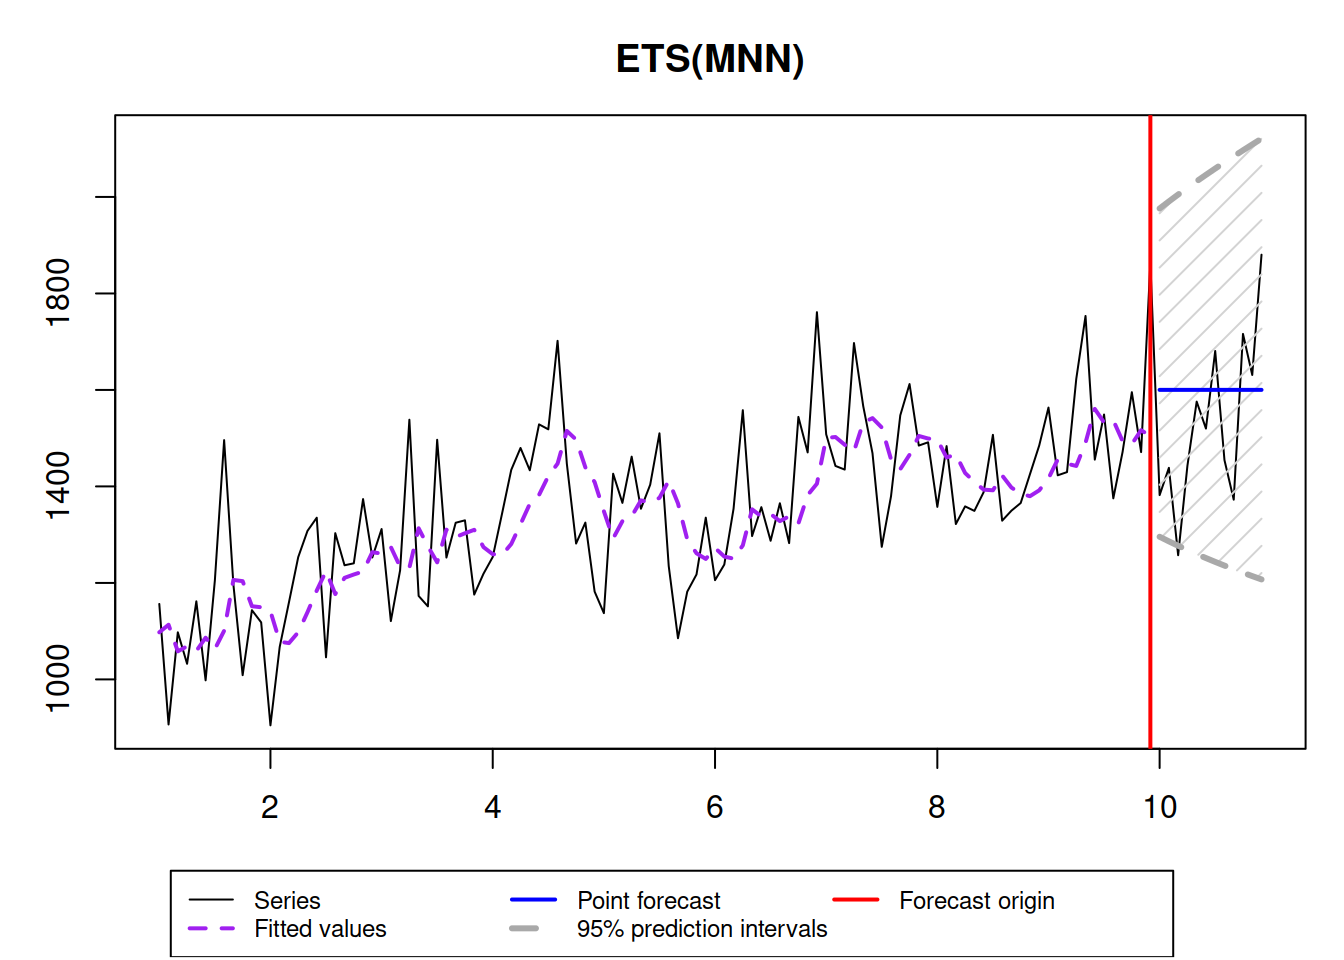 ETS(MNN)
1800
1400
1000
2 4 6 8 10
Series Point forecast Forecast origin
Fitted values 95% prediction intervals